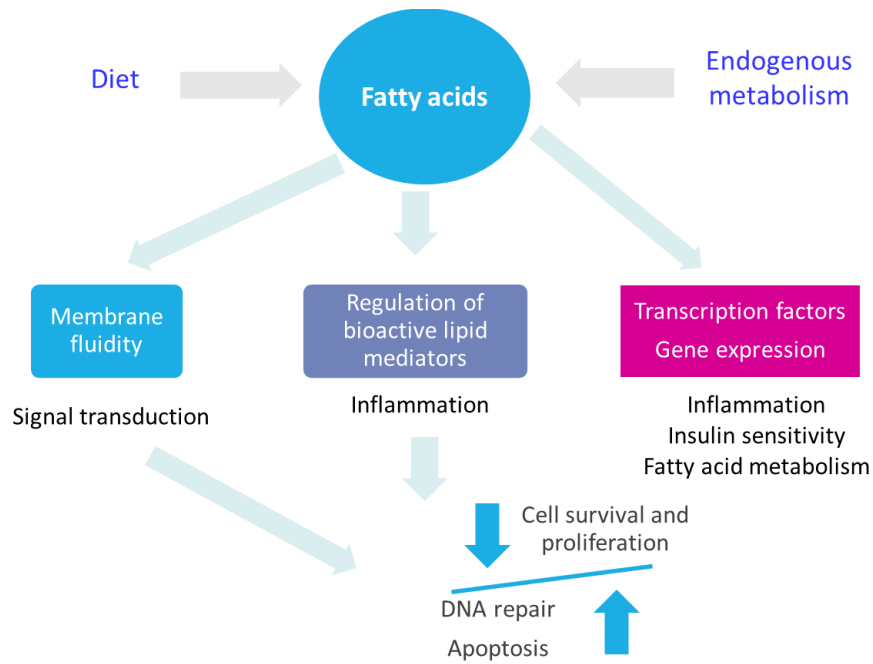 Diet
Fatty acids
Endogenous
metabolism
Membrane
fluidity
Regulation of
bioactive lipid
mediators
Transcription factors
Gene expression
Signal transduction
Inflammation
Inflammation
Insulin sensitivity
Fatty acid metabolism
Cell survival and
proliferation
DNA repair
Apoptosis